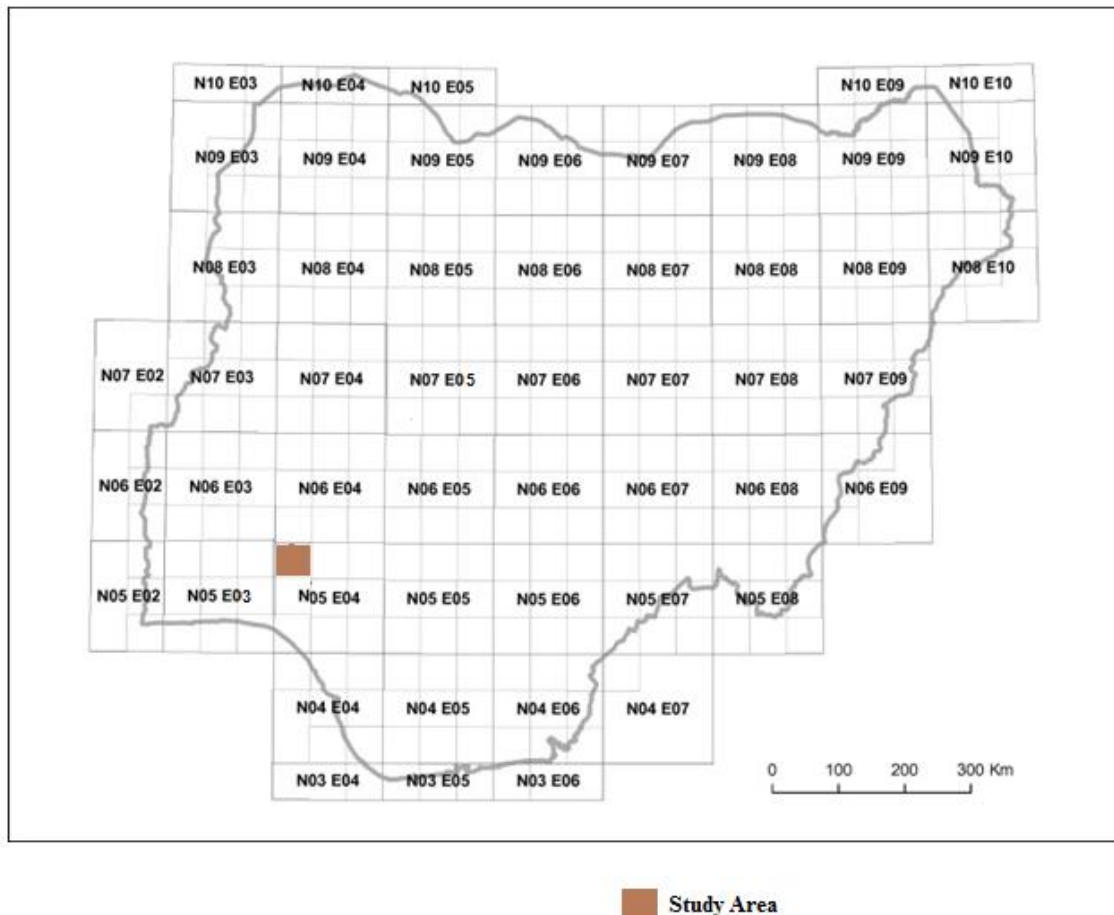 N10 E03 N10 E04 N10 E05 N10 E09 N10 E10
N09 E03 N09 E04 N09 E05 N09 E06 N09 E07 N09 E08 N09 E09 N09 E10
N08 E03 N08 E04 N08 E05 N08 E06 N08 E07 N08 E08 N08 E09 N08 E10
N07 E02 N07 E03 N07 E04 N07 E05 N07 E06 N07 E07 N07 E08 N07 E09
N06 E02 N06 E03 N06 E04 N06 E05 N06 E06 N06 E07 N06 E08 N06 E09
N05 E02 N05 E03 N05 E04 N05 E05 N05 E06 N05 E07 N05 E08
N04 E04 N04 E05 N04 E06 N04 E07
N03 E04 N03 E05 N03 E06
0 100 200 300 Km
Study Area